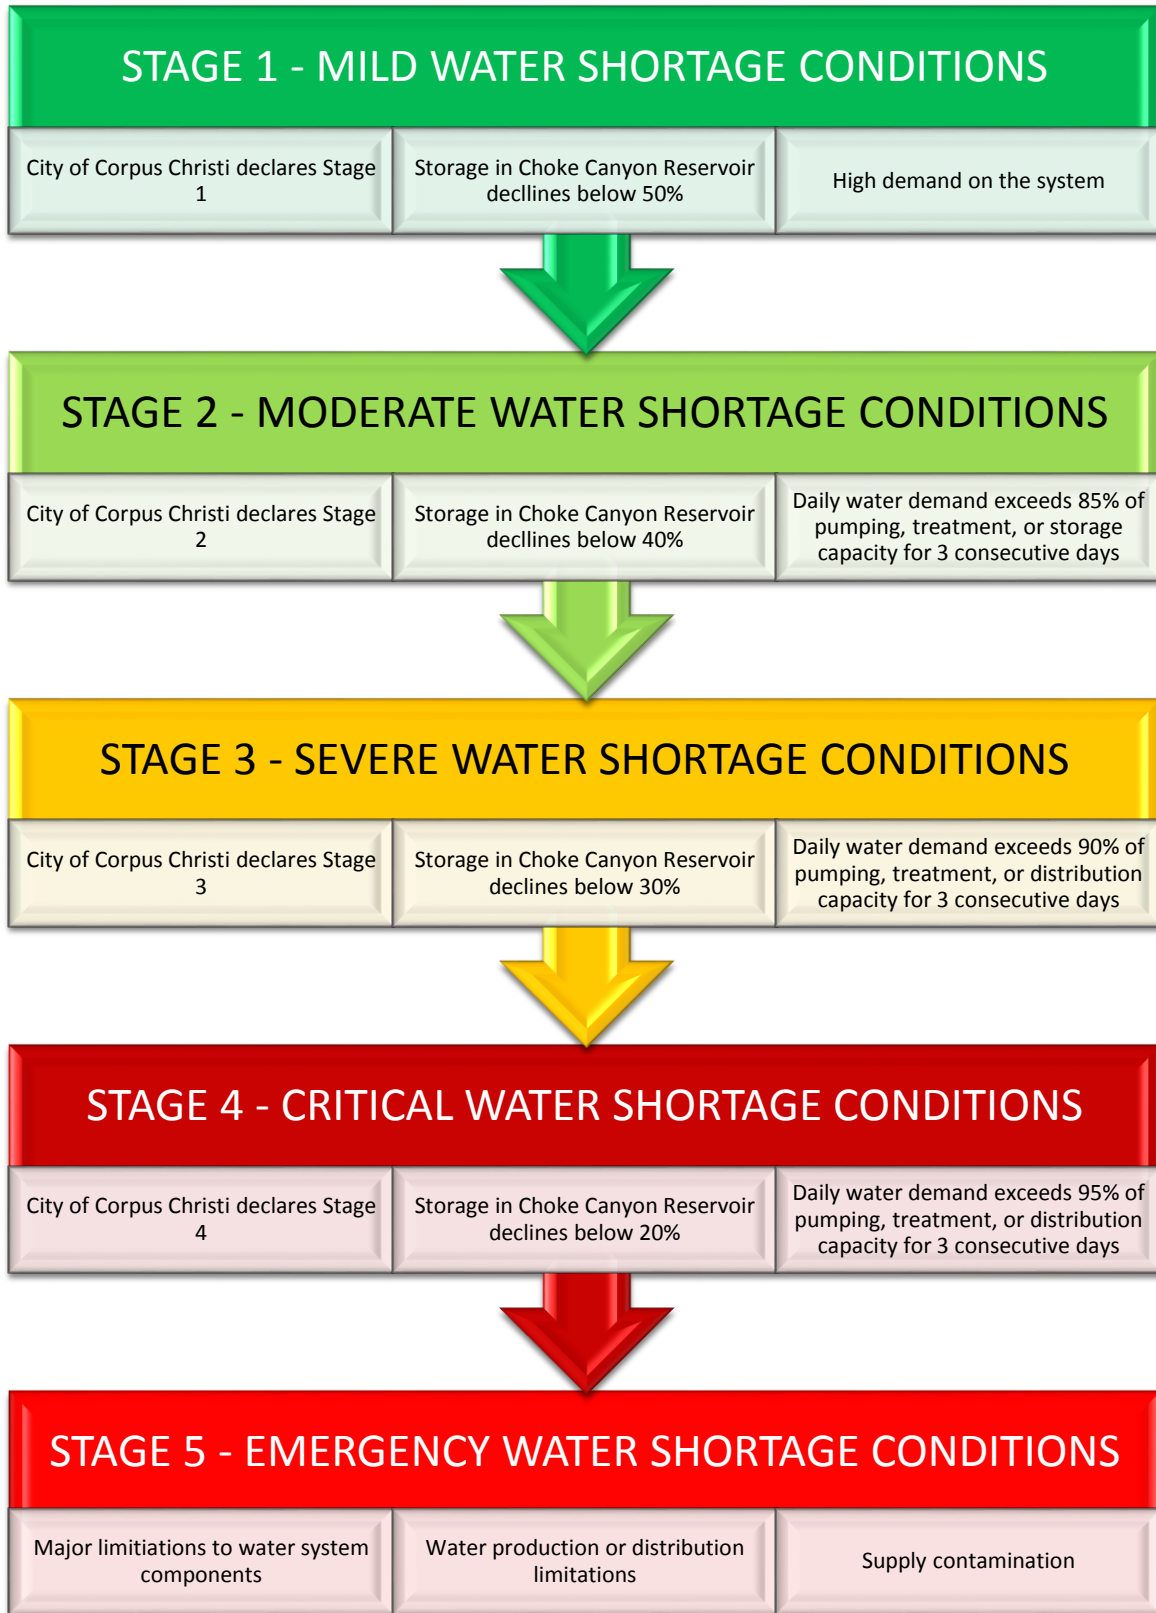 STAGE 1 - MILD WATER SHORTAGE CONDITIONS
City of Corpus Christi declares Stage
1
Storage in Choke Canyon Reservoir
decllines below 50%
High demand on the system
STAGE 2 - MODERATE WATER SHORTAGE CONDITIONS
City of Corpus Christi declares Stage
2
Storage in Choke Canyon Reservoir
decllines below 40%
Daily water demand exceeds 85% of
pumping, treatment, or storage
capacity for 3 consecutive days
STAGE 3 - SEVERE WATER SHORTAGE CONDITIONS
City of Corpus Christi declares Stage
3
Storage in Choke Canyon Reservoir
declines below 30%
Daily water demand exceeds 90% of
pumping, treatment, or distribution
capacity for 3 consecutive days
STAGE 4 - CRITICAL WATER SHORTAGE CONDITIONS
City of Corpus Christi declares Stage
4
Storage in Choke Canyon Reservoir
declines below 20%
Daily water demand exceeds 95% of
pumping, treatment, or distribution
capacity for 3 consecutive days
STAGE 5 - EMERGENCY WATER SHORTAGE CONDITIONS
Major limitiations to water system
components
Water production or distribution
limitations
Supply contamination